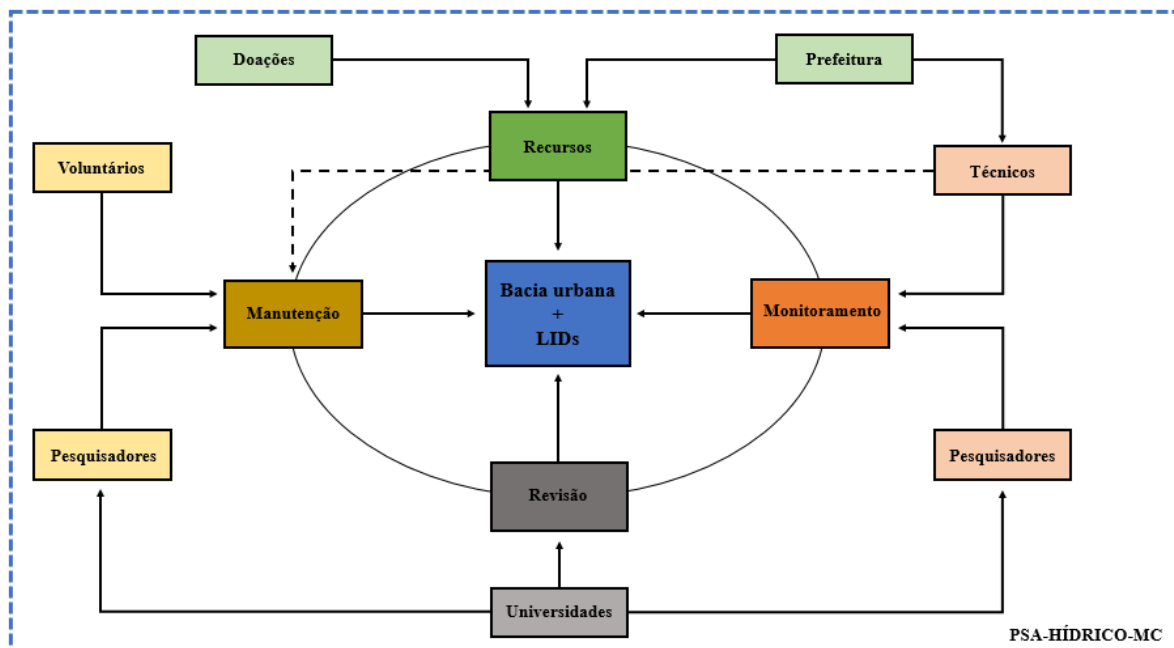 Doações
Prefeitura
Recursos
Voluntários
Técnicos
Manutenção
Bacia urbana
+
LIDs
Monitoramento
Pesquisadores
Pesquisadores
Revisão
Universidades
PSA-HÍDRICO-MC